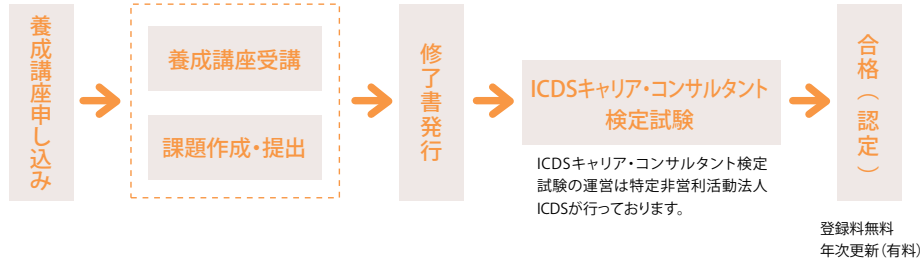 養成講座申し込み
養成講座受講
課題作成・提出
修了書発行
ICDSキャリア・コンサルタント
検定試験
ICDSキャリア・コンサルタント検定
試験の運営は特定非営利活動法人
ICDSが行っております。
合格（認定）
登録料無料
年次更新(有料)